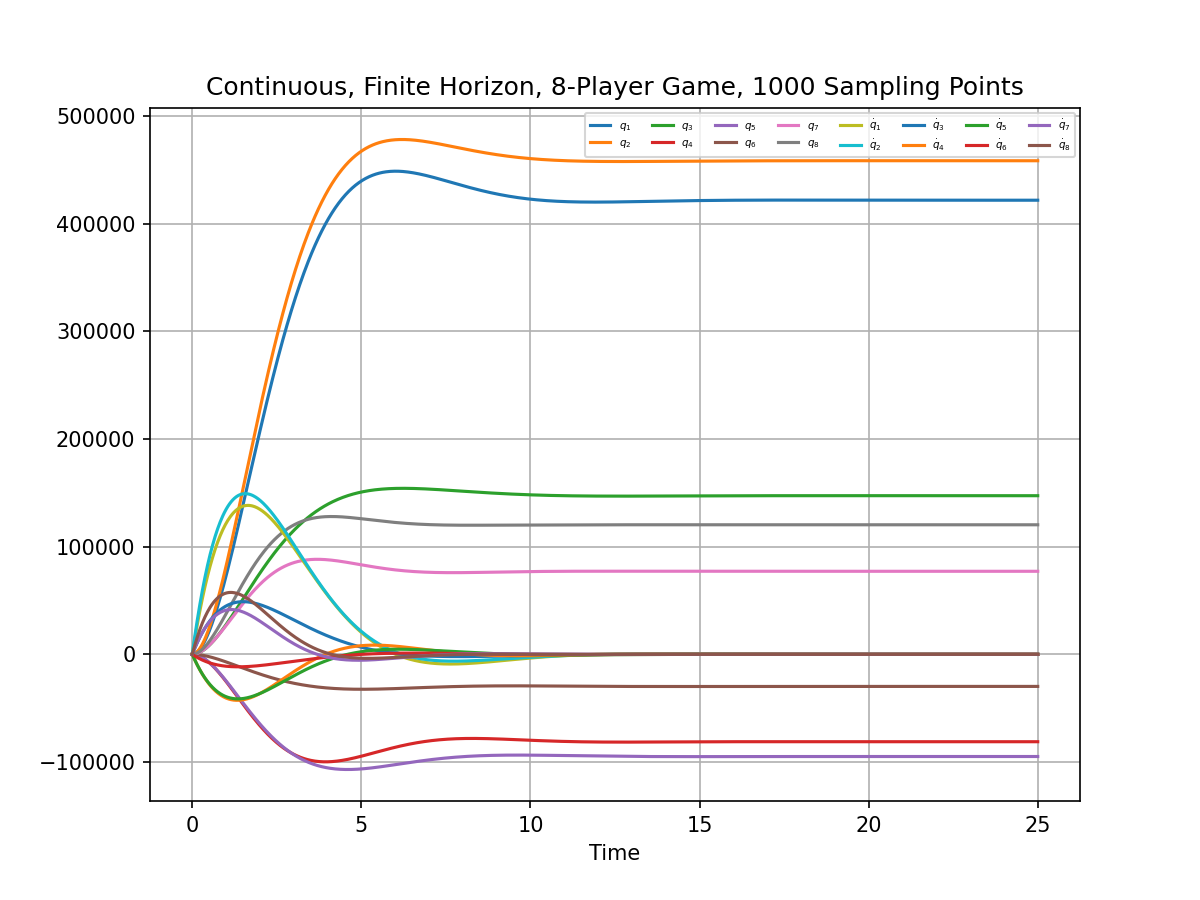 Continuous, Finite Horizon, 8-Player Game, 1000 Sampling Points
500000
400000
300000
200000
100000
0
−100000
q₁ q₃ q₅ q₇ q̇₁ q̇₃ q̇₅ q̇₇
q₂ q₄ q₆ q₈ q̇₂ q̇₄ q̇₆ q̇₈
0 5 10 15 20 25
Time